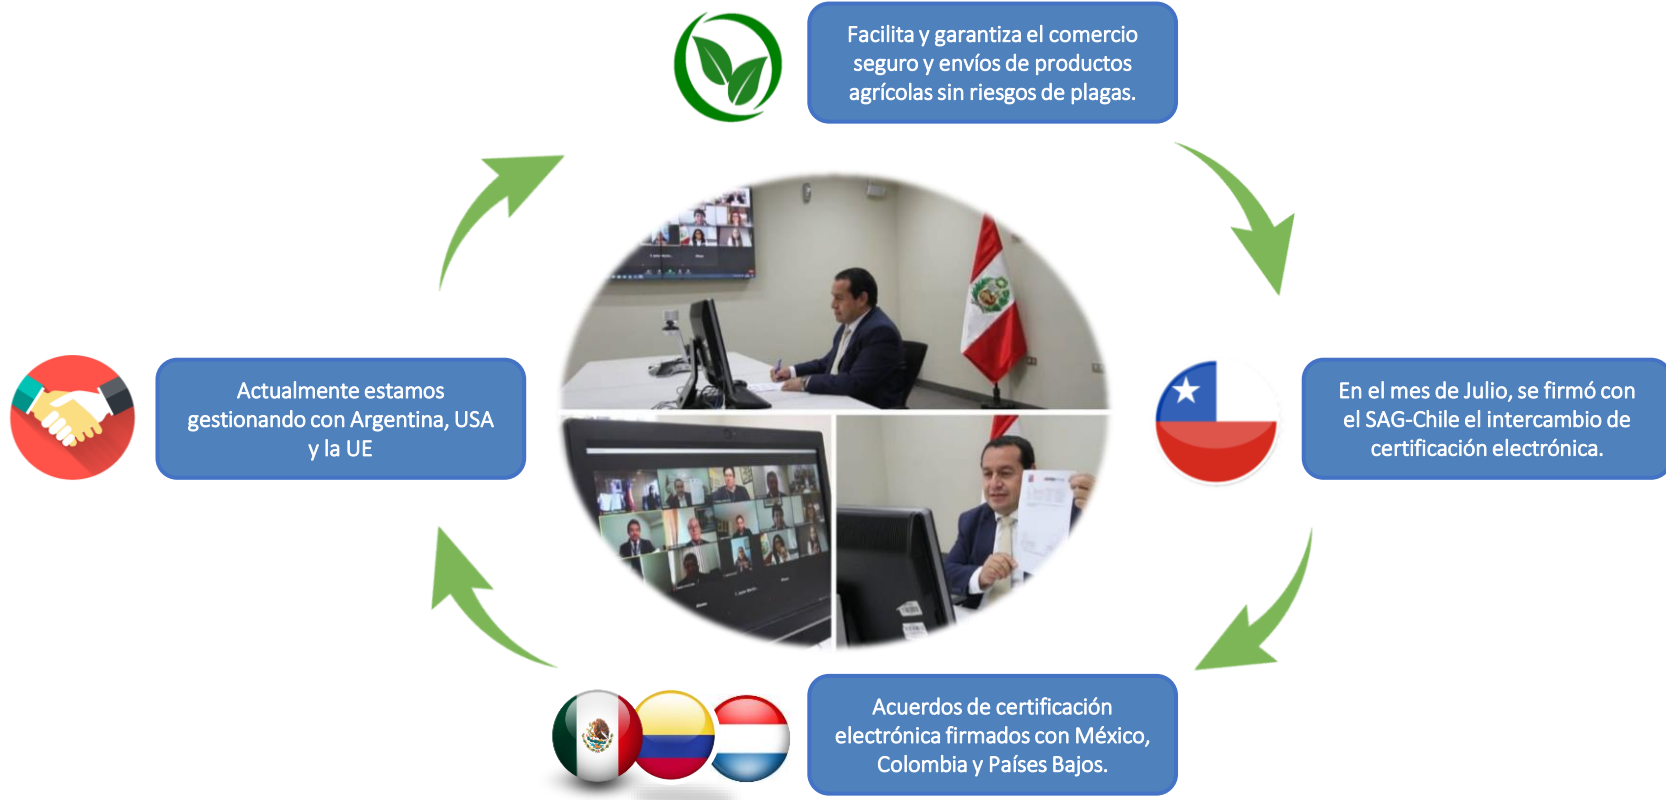 Facilita y garantiza el comercio
seguro y envíos de productos
agrícolas sin riesgos de plagas.
En el mes de Julio, se firmó con
el SAG-Chile el intercambio de
certificación electrónica.
Acuerdos de certificación
electrónica firmados con México,
Colombia y Países Bajos.
Actualmente estamos
gestionando con Argentina, USA
y la UE